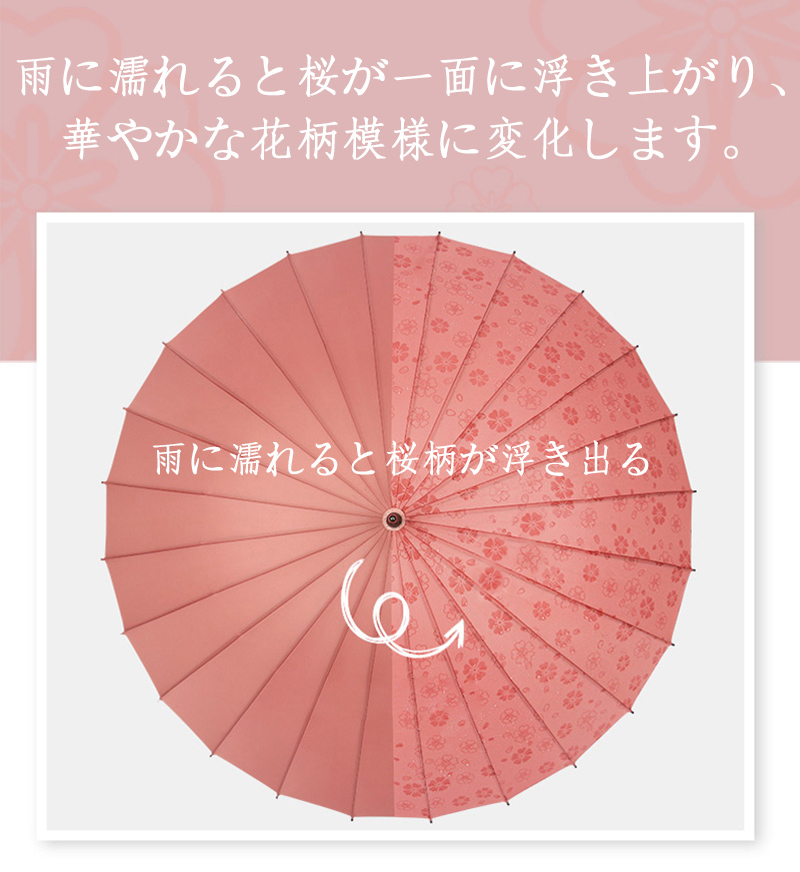 雨に濡れると桜が一面に浮き上がり、
華やかな花柄模様に変化します。
雨に濡れると桜柄が浮き出る